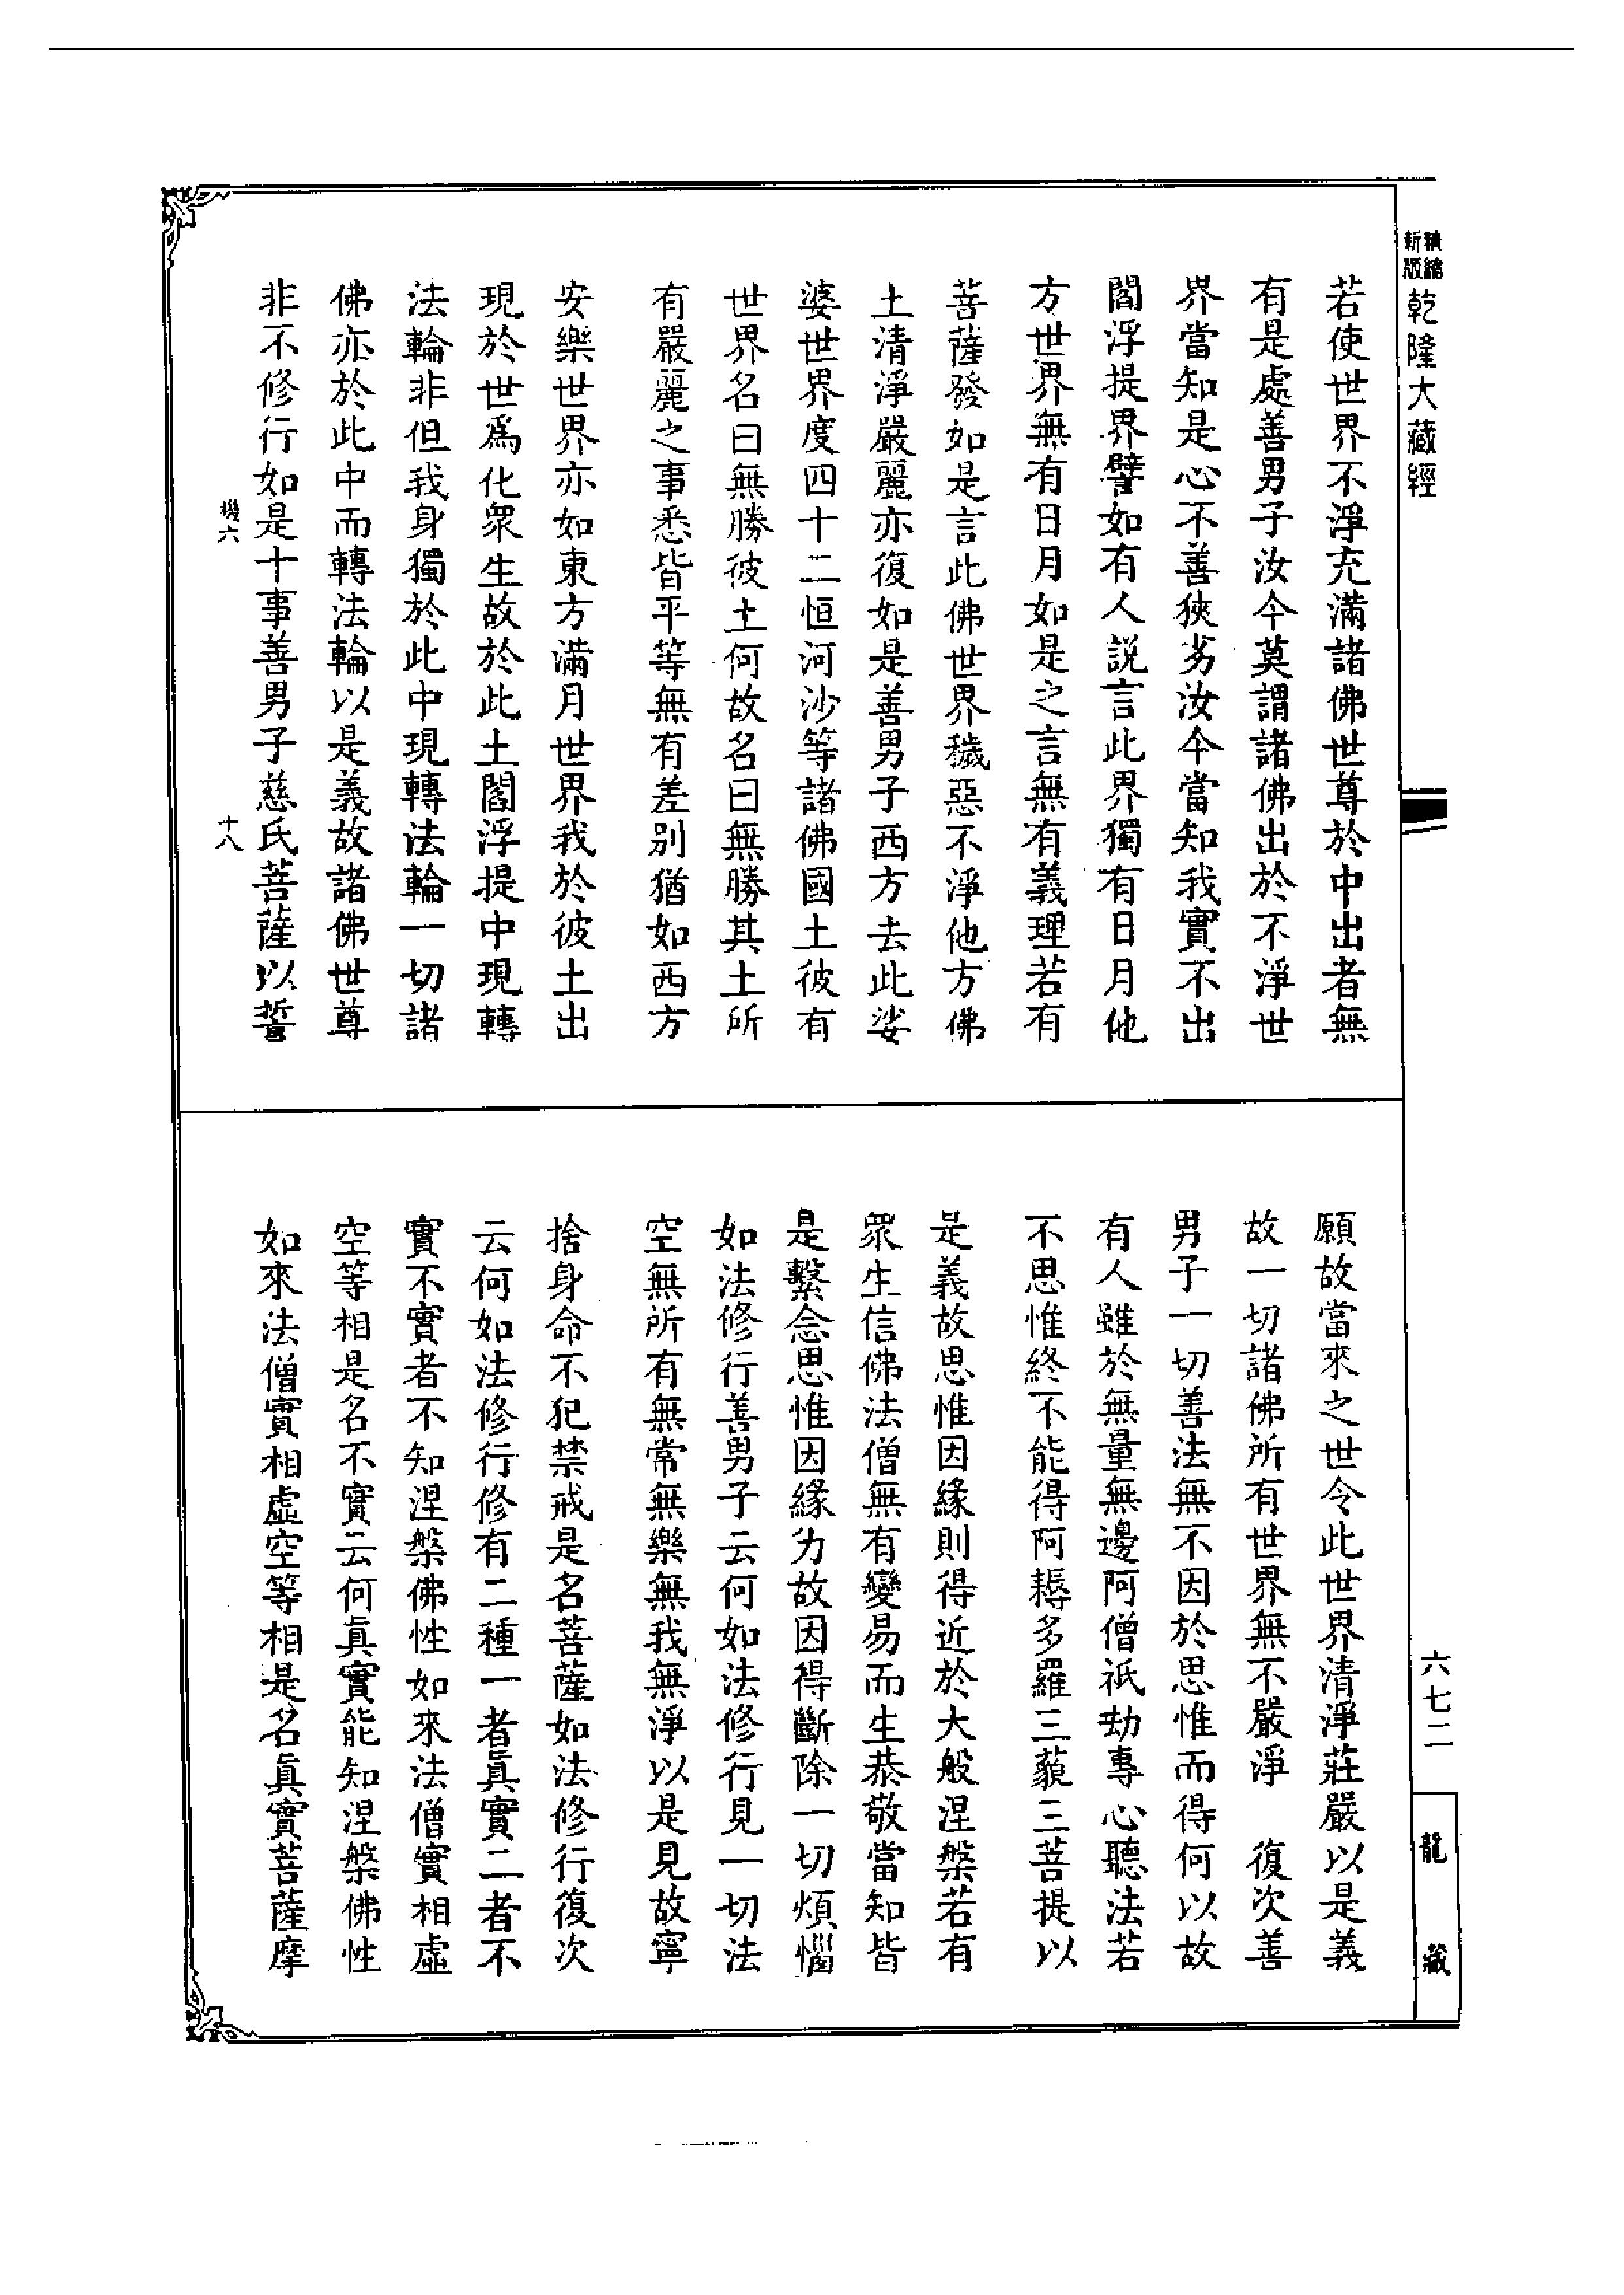 精縮
新版
乾隆大藏經
若使世界不淨充滿諸佛世尊於中出者無
有是處善男子汝今莫謂諸佛出於不淨世
界當知是心不善狹劣汝今當知我實不出
閻浮提界譬如有人說言此界獨有日月他
方世界無有日月如是之言無有義理若有
菩薩發如是言此佛世界穢惡不淨他方佛
土清淨嚴麗亦復如是善男子西方去此娑
婆世界度四十二恒河沙等諸佛國土彼有
世界名曰無勝彼土何故名曰無勝其土所
有嚴麗之事悉皆平等無有差別猶如西方
安樂世界亦如東方滿月世界我於彼土出
現於世爲化眾生故於此土閻浮提中現轉
法輪非但我身獨於此中現轉法輪一切諸
佛亦於此中而轉法輪以是義故諸佛世尊
非不修行如是十事善男子慈氏菩薩以誓
機六
十八
願故當來之世令此世界清淨莊嚴以是義
故一切諸佛所有世界無不嚴淨　復次善
男子一切善法無不因於思惟而得何以故
有人雖於無量無邊阿僧祇劫專心聽法若
不思惟終不能得阿耨多羅三藐三菩提以
是義故思惟因緣則得近於大般涅槃若有
眾生信佛法僧無有變易而生恭敬當知皆
是繫念思惟因緣力故因得斷除一切煩惱
如法修行善男子云何如法修行見一切法
空無所有無常無樂無我無淨以是見故寧
捨身命不犯禁戒是名菩薩如法修行復次
云何如法修行修有二種一者眞實二者不
實不實者不知涅槃佛性如來法僧實相虛
空等相是名不實云何眞實能知涅槃佛性
如來法僧實相虛空等相是名眞實菩薩摩
六七二
龍藏